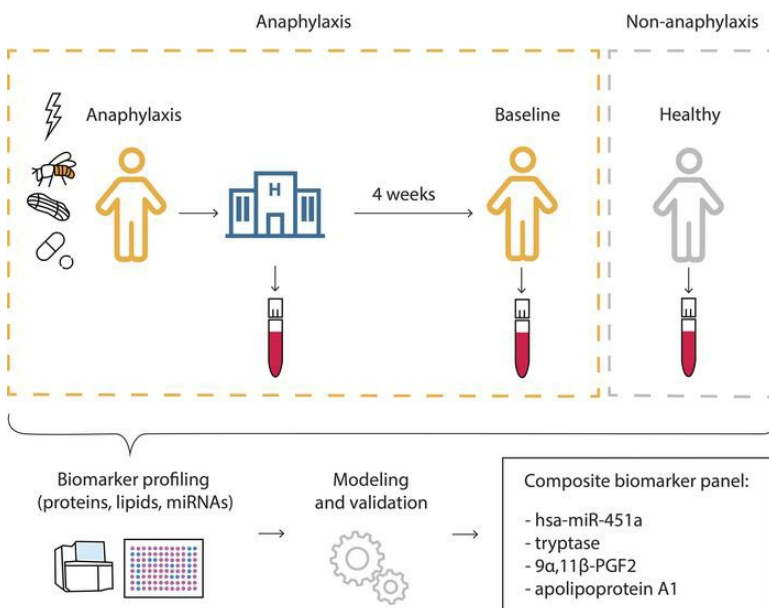 Anaphylaxis
Non-anaphylaxis
Anaphylaxis
Baseline
Healthy
H
4 weeks
Biomarker profiling
(proteins, lipids, miRNAs)
Modeling
and validation
Composite biomarker panel:
- hsa-miR-451a
- tryptase
- 9α,11β-PGF2
- apolipoprotein A1